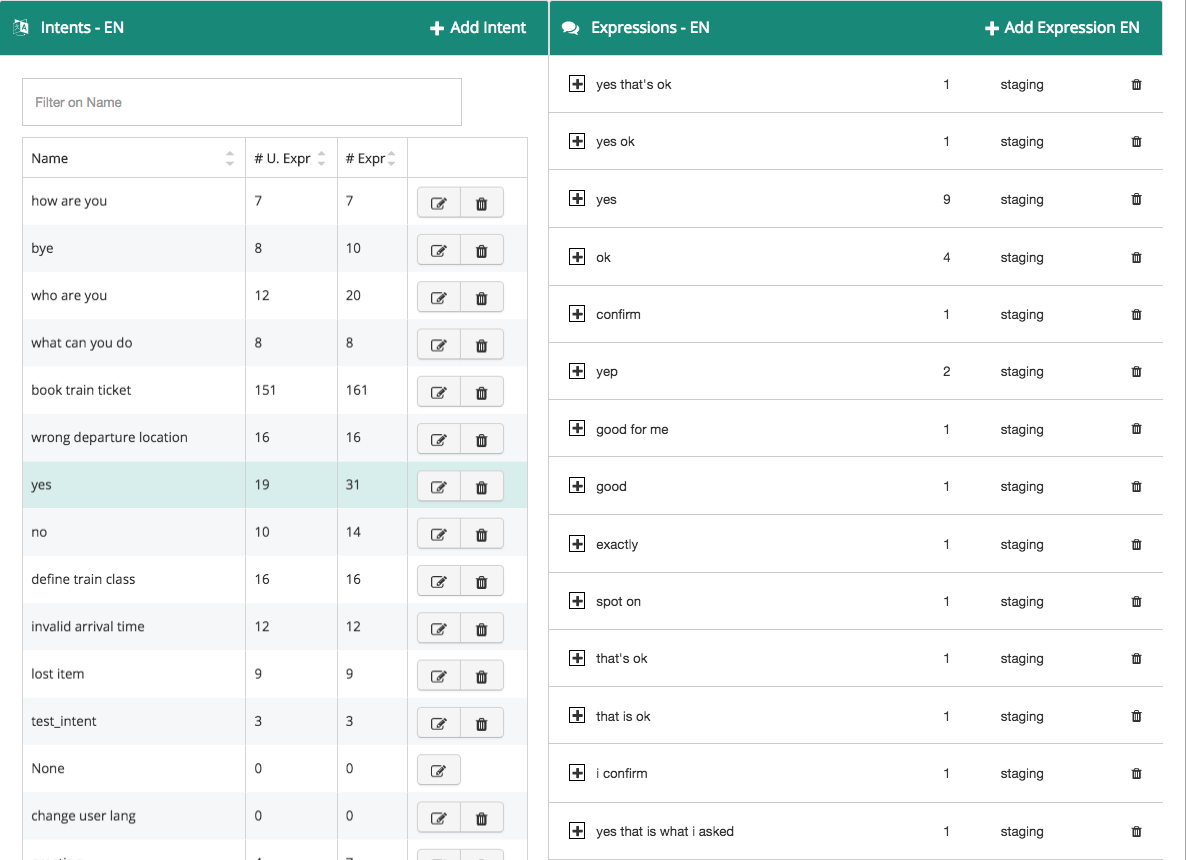 Intents - EN
Add Intent
Filter on Name
Name # U. Expr # Expr
how are you 7 7
bye 8 10
who are you 12 20
what can you do 8 8
book train ticket 151 161
wrong departure location 16 16
yes 19 31
no 10 14
define train class 16 16
invalid arrival time 12 12
lost item 9 9
test_intent 3 3
None 0 0
change user lang 0 0
Expressions - EN
Add Expression EN
yes that's ok 1 staging
yes ok 1 staging
yes 9 staging
ok 4 staging
confirm 1 staging
yep 2 staging
good for me 1 staging
good 1 staging
exactly 1 staging
spot on 1 staging
that's ok 1 staging
that is ok 1 staging
i confirm 1 staging
yes that is what i asked 1 staging